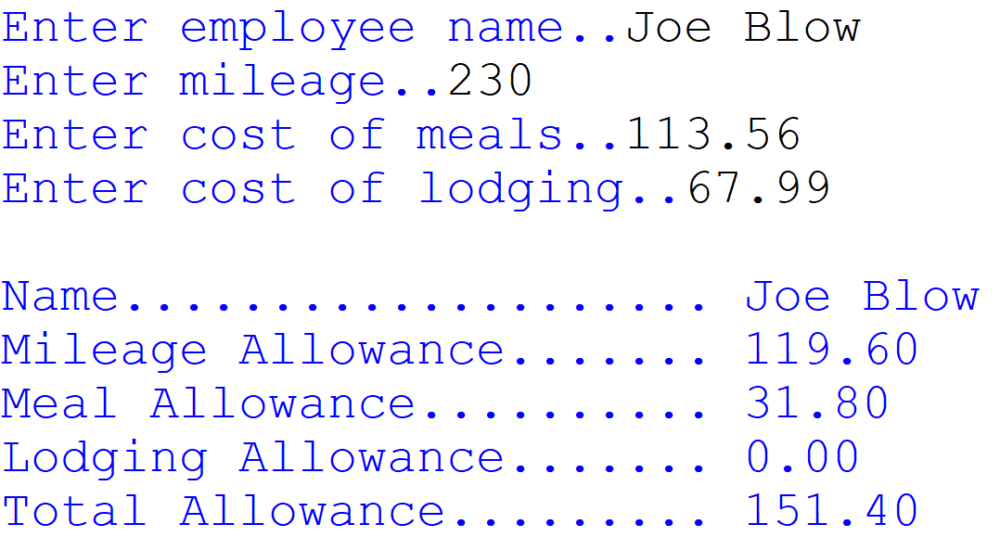 Enter employee name..Joe Blow
Enter mileage..230
Enter cost of meals..113.56
Enter cost of lodging..67.99
Name.................... Joe Blow
Mileage Allowance....... 119.60
Meal Allowance.......... 31.80
Lodging Allowance....... 0.00
Total Allowance......... 151.40